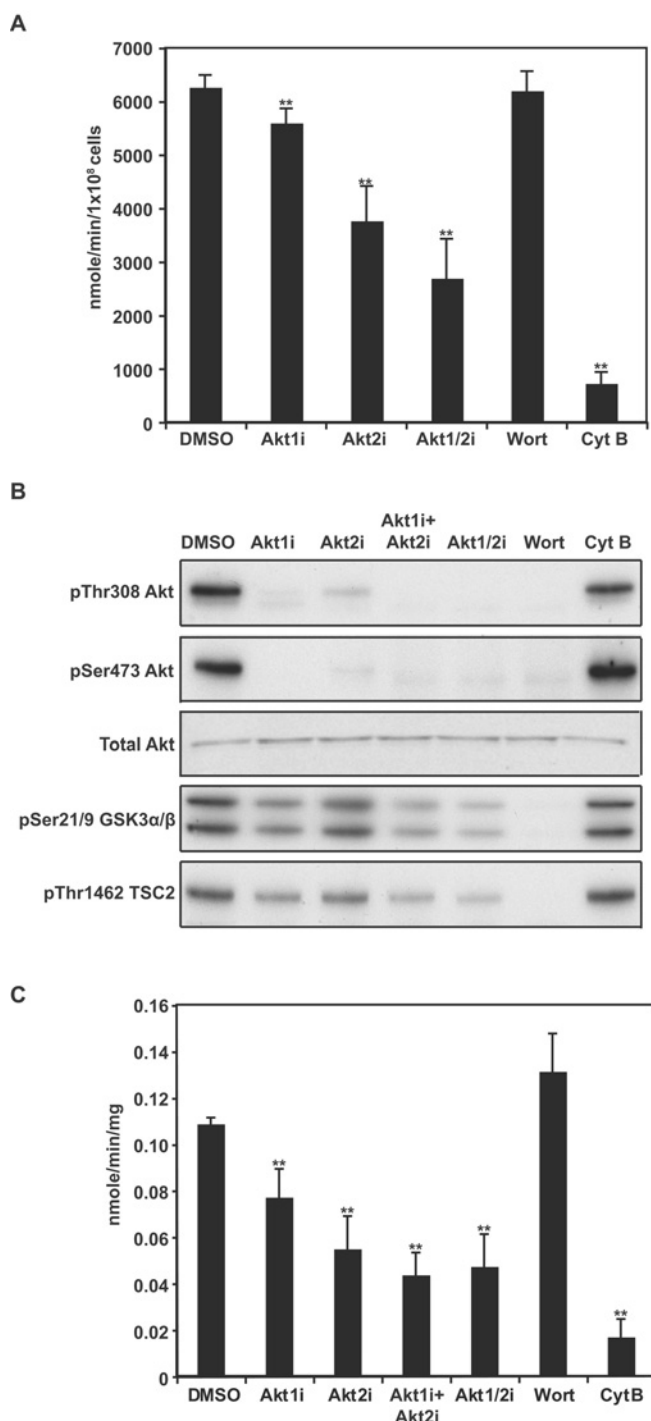 A
nmole/min/1x10⁸ cells
7000
6000
5000
4000
3000
2000
1000
0
**
**
**
**
DMSO Akt1i Akt2i Akt1/2i Wort Cyt B
B
DMSO Akt1i Akt2i Akt1i+ Akt2i Akt1/2i Wort Cyt B
pThr308 Akt
pSer473 Akt
Total Akt
pSer21/9 GSK3α/β
pThr1462 TSC2
C
nmole/min/mg
0.16
0.14
0.12
0.10
0.08
0.06
0.04
0.02
0
**
**
**
**
**
DMSO Akt1i Akt2i Akt1i+ Akt2i Akt1/2i Wort CytB